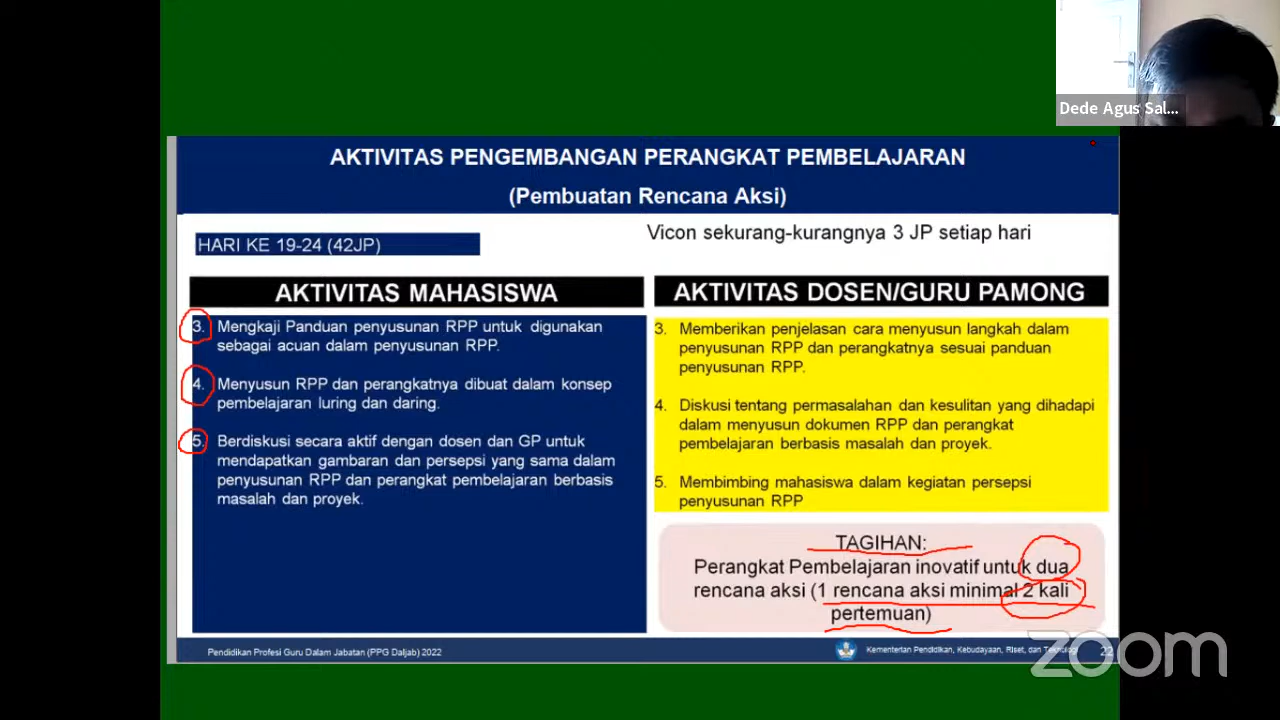 Dede Agus Sal...
AKTIVITAS PENGEMBANGAN PERANGKAT PEMBELAJARAN
(Pembuatan Rencana Aksi)
HARI KE 19-24 (42JP)
Vicon sekurang-kurangnya 3 JP setiap hari
AKTIVITAS MAHASISWA
3. Mengkaji Panduan penyusunan RPP untuk digunakan
sebagai acuan dalam penyusunan RPP.
4. Menyusun RPP dan perangkatnya dibuat dalam konsep
pembelajaran luring dan daring.
5. Berdiskusi secara aktif dengan dosen dan GP untuk
mendapatkan gambaran dan persepsi yang sama dalam
penyusunan RPP dan perangkat pembelajaran berbasis
masalah dan proyek.
AKTIVITAS DOSEN/GURU PAMONG
3. Memberikan penjelasan cara menyusun langkah dalam
penyusunan RPP dan perangkatnya sesuai panduan
penyusunan RPP.
4. Diskusi tentang permasalahan dan kesulitan yang dihadapi
dalam menyusun dokumen RPP dan perangkat
pembelajaran berbasis masalah dan proyek.
5. Membimbing mahasiswa dalam kegiatan persepsi
penyusunan RPP
TAGIHAN:
Perangkat Pembelajaran inovatif untuk dua
rencana aksi (1 rencana aksi minimal 2 kali
pertemuan)
Pendidikan Profesi Guru Dalam Jabatan (PPG Daljab) 2022
Kementerian Pendidikan, Kebudayaan, Riset, dan Teknologi
22
zoom